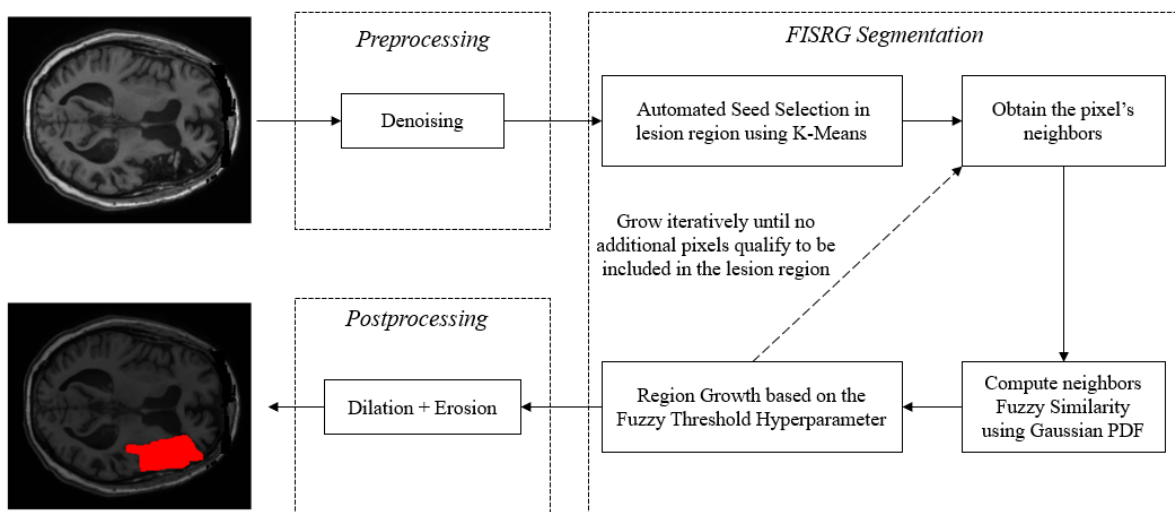 Preprocessing
Denoising
FISRG Segmentation
Automated Seed Selection in
lesion region using K-Means
Obtain the pixel’s
neighbors
Grow iteratively until no
additional pixels qualify to be
included in the lesion region
Compute neighbors
Fuzzy Similarity
using Gaussian PDF
Region Growth based on the
Fuzzy Threshold Hyperparameter
Postprocessing
Dilation + Erosion